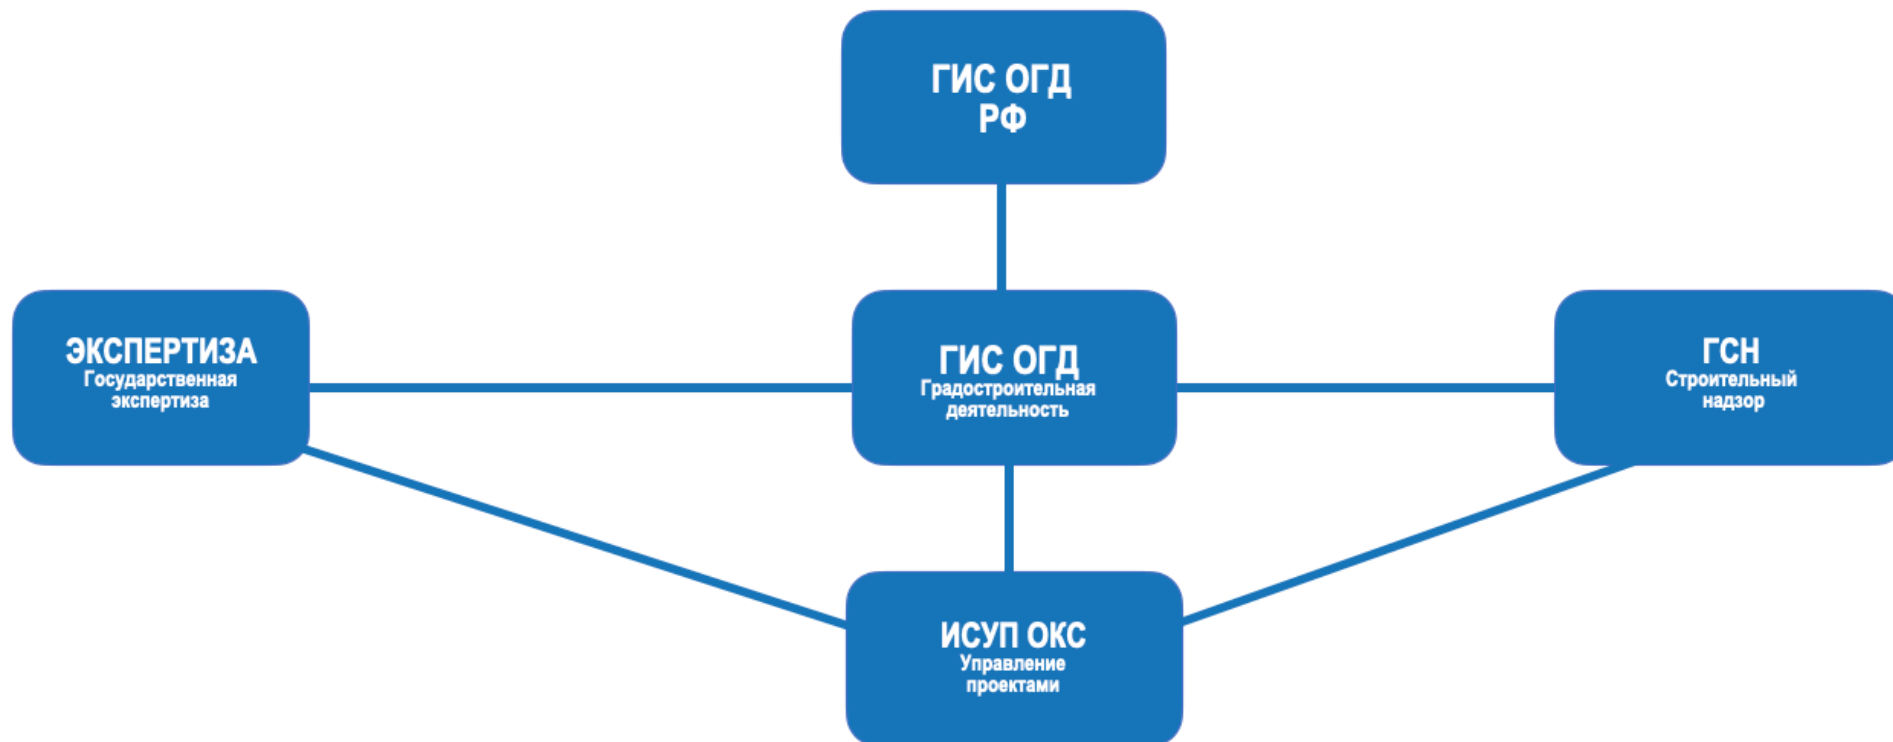 ГИС ОГД
РФ
ЭКСПЕРТИЗА
Государственная
экспертиза
ГИС ОГД
Градостроительная
деятельность
ГСН
Строительный
надзор
ИСУП ОКС
Управление
проектами